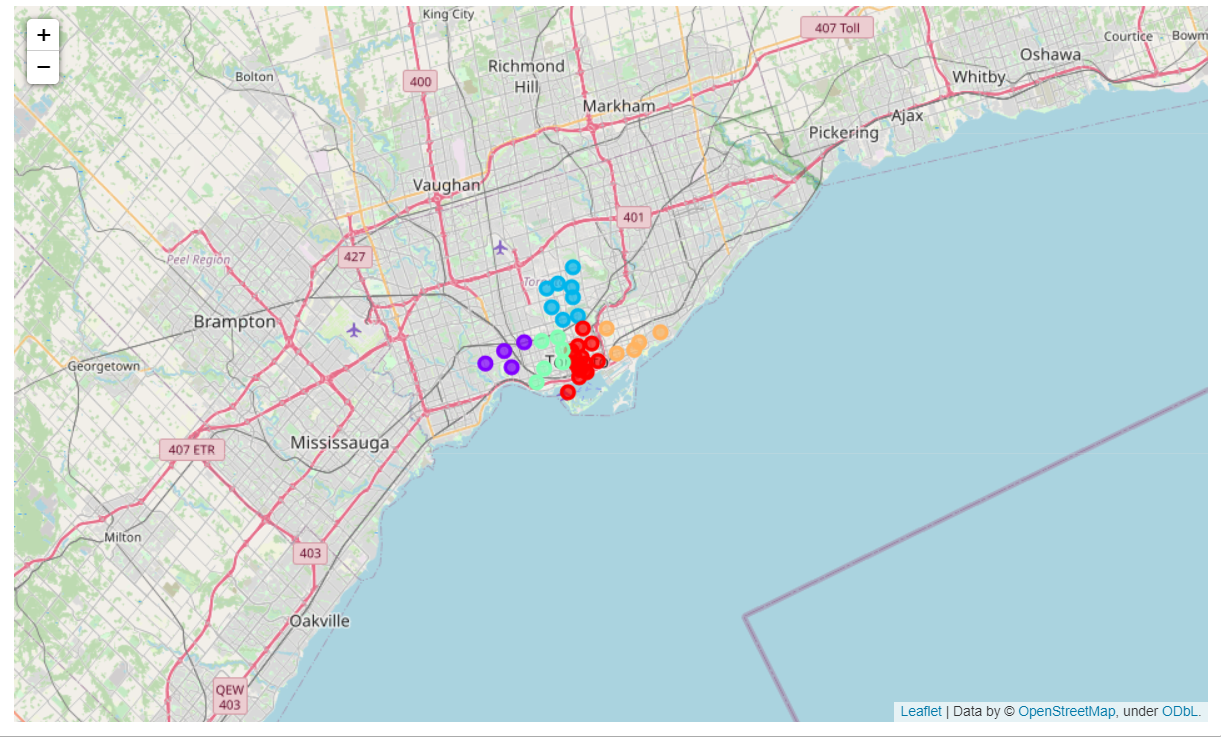 +
−
King City
407 Toll
Courtice
Bowm
Oshawa
Richmond
Hill
Bolton
400
Whitby
Markham
Ajax
Pickering
Vaughan
401
Peel Region
427
Brampton
Georgetown
Mississauga
407 ETR
Milton
403
Oakville
QEW
403
Leaflet | Data by © OpenStreetMap, under ODbL.